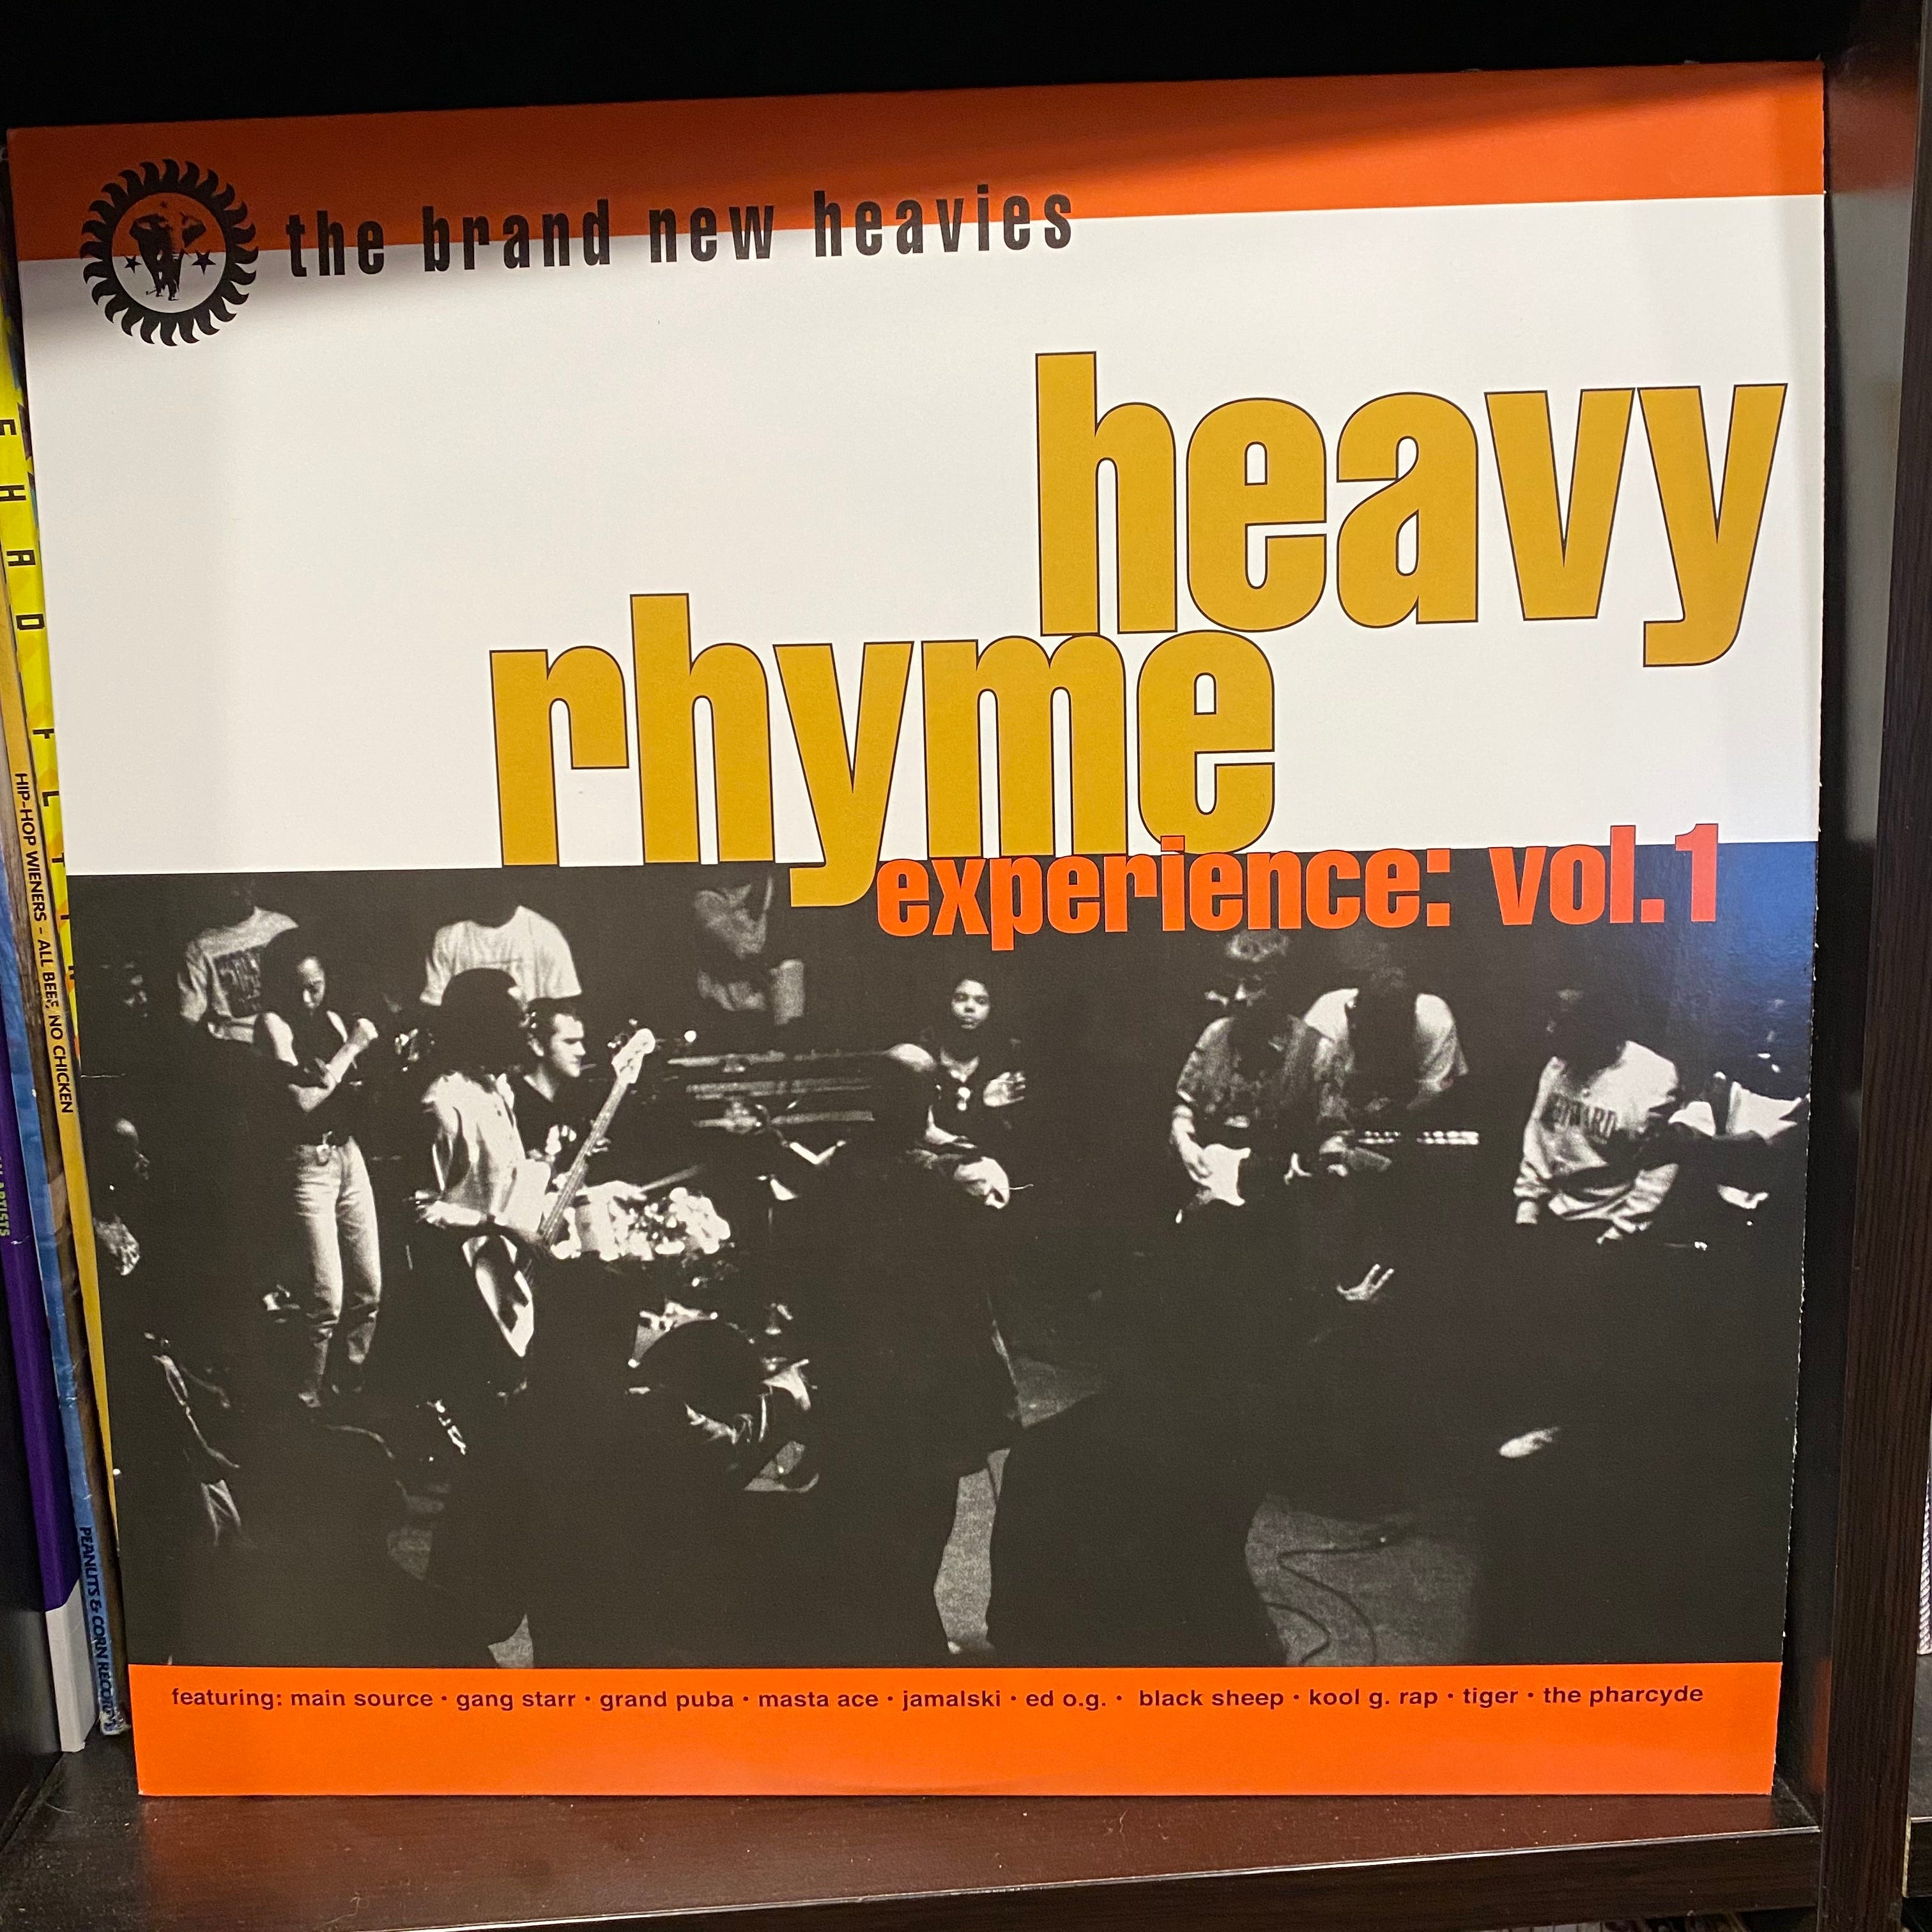 the brand new heavies
heavy
rhyme
experience: vol.1
featuring: main source • gang starr • grand puba • masta ace • jamalski • ed o.g. • black sheep • kool g. rap • tiger • the pharcyde
HIP-HOP WIENERS - ALL BEEF, NO CHICKEN
PEANUTS & CORN RECORDS